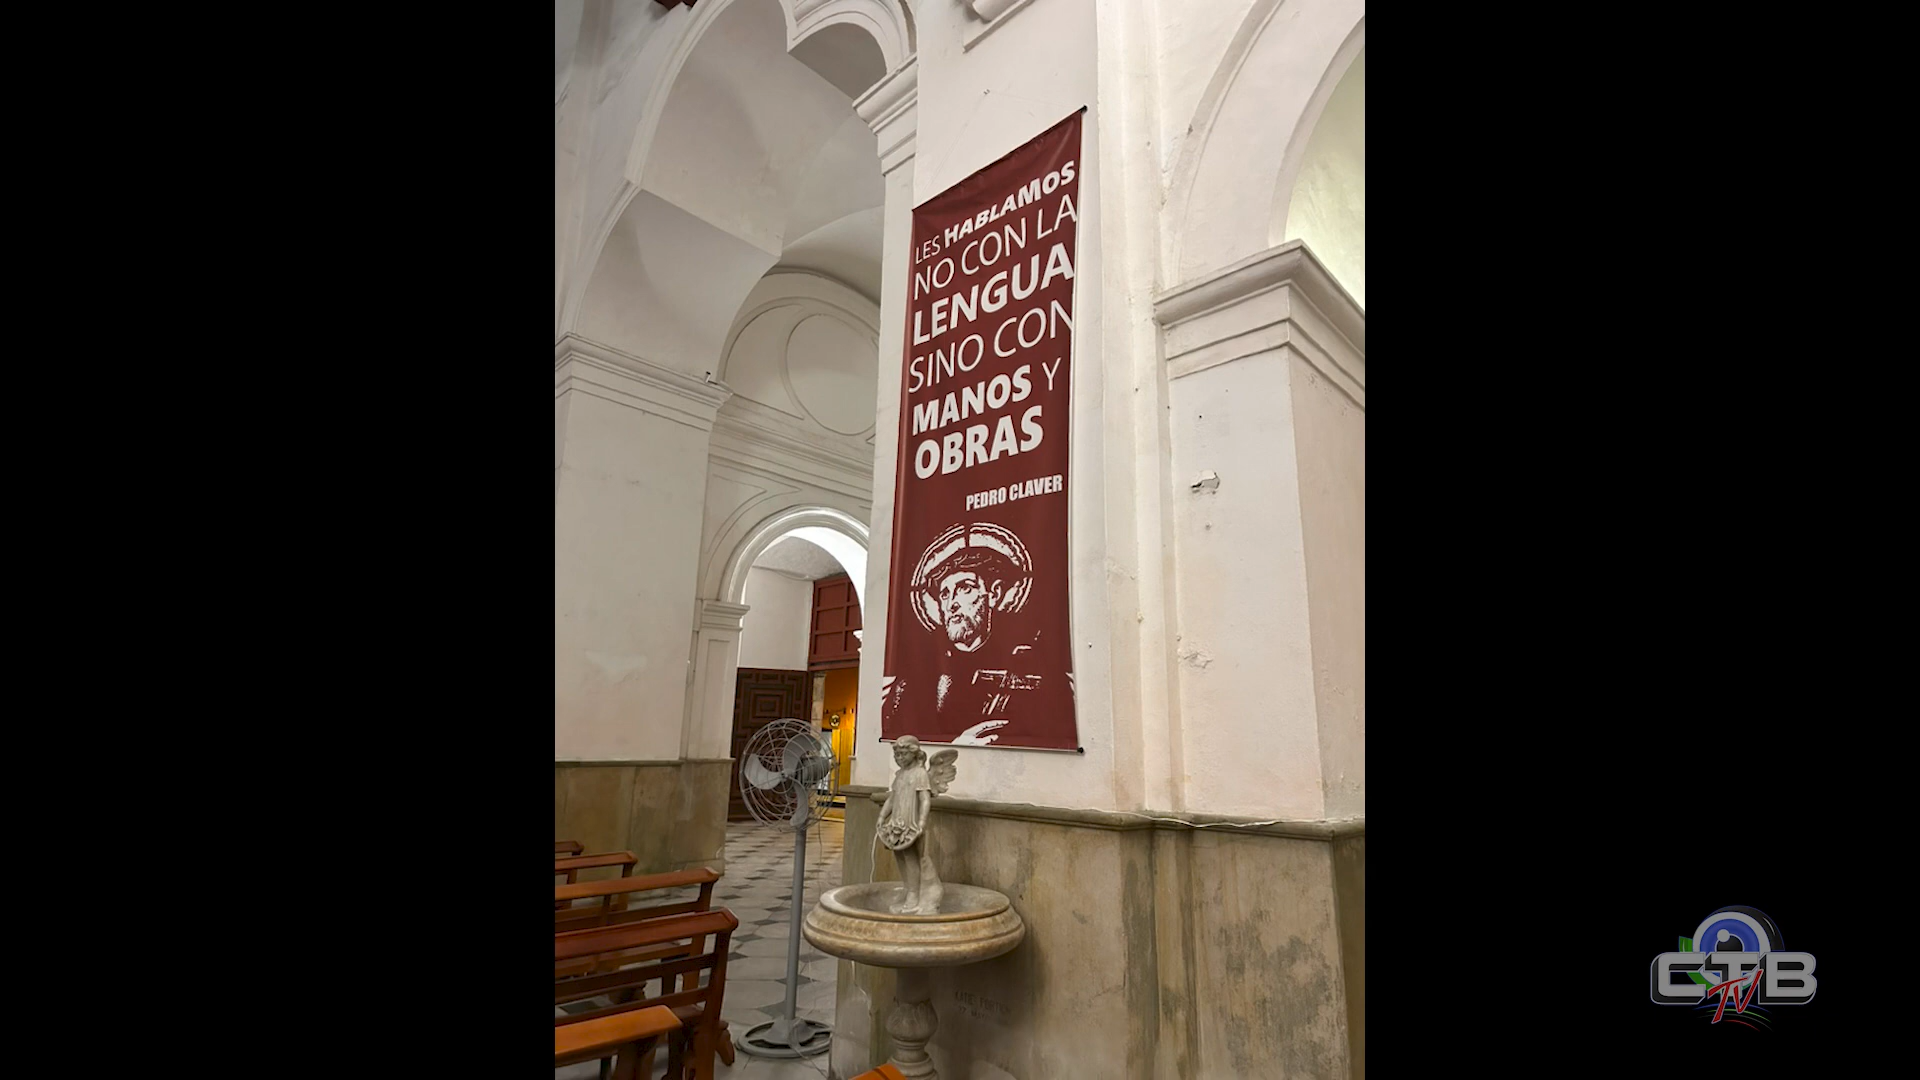 LES HABLAMOS
NO CON LA
LENGUA
SINO CON
MANOS Y
OBRAS
PEDRO CLAVER
CTB
TV